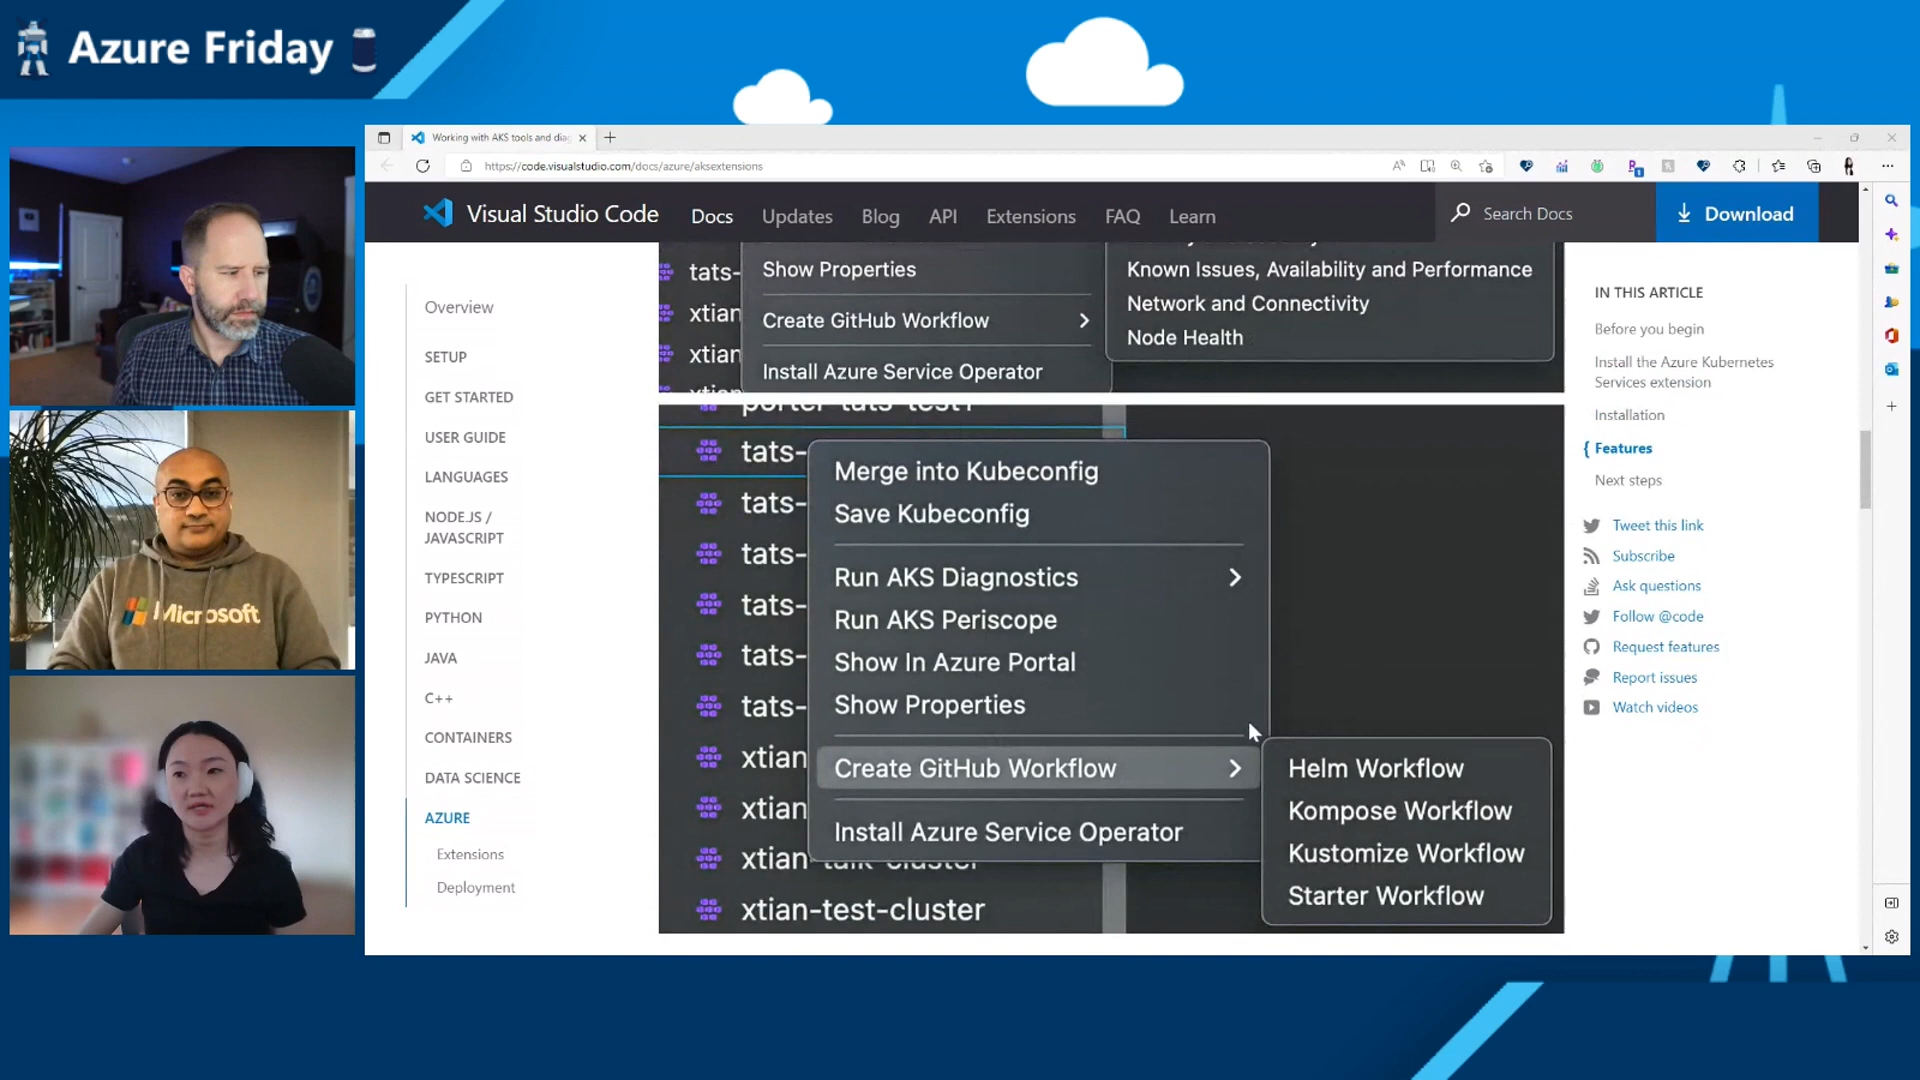 Azure Friday
Working with AKS tools and diag
https://code.visualstudio.com/docs/azure/aksextensions
Visual Studio Code
Docs
Updates
Blog
API
Extensions
FAQ
Learn
Search Docs
Download
Overview
SETUP
GET STARTED
USER GUIDE
LANGUAGES
NODE.JS /
JAVASCRIPT
TYPESCRIPT
PYTHON
JAVA
C++
CONTAINERS
DATA SCIENCE
AZURE
Extensions
Deployment
tats-
xtian
xtian
Show Properties
Create GitHub Workflow
Install Azure Service Operator
Known Issues, Availability and Performance
Network and Connectivity
Node Health
porter-tats-test1
tats-
tats-
tats-
tats-
tats-
tats-
xtian
xtian
xtian-talk-cluster
xtian-test-cluster
Merge into Kubeconfig
Save Kubeconfig
Run AKS Diagnostics
Run AKS Periscope
Show In Azure Portal
Show Properties
Create GitHub Workflow
Install Azure Service Operator
Helm Workflow
Kompose Workflow
Kustomize Workflow
Starter Workflow
IN THIS ARTICLE
Before you begin
Install the Azure Kubernetes
Services extension
Installation
Features
Next steps
Tweet this link
Subscribe
Ask questions
Follow @code
Request features
Report issues
Watch videos
Microsoft